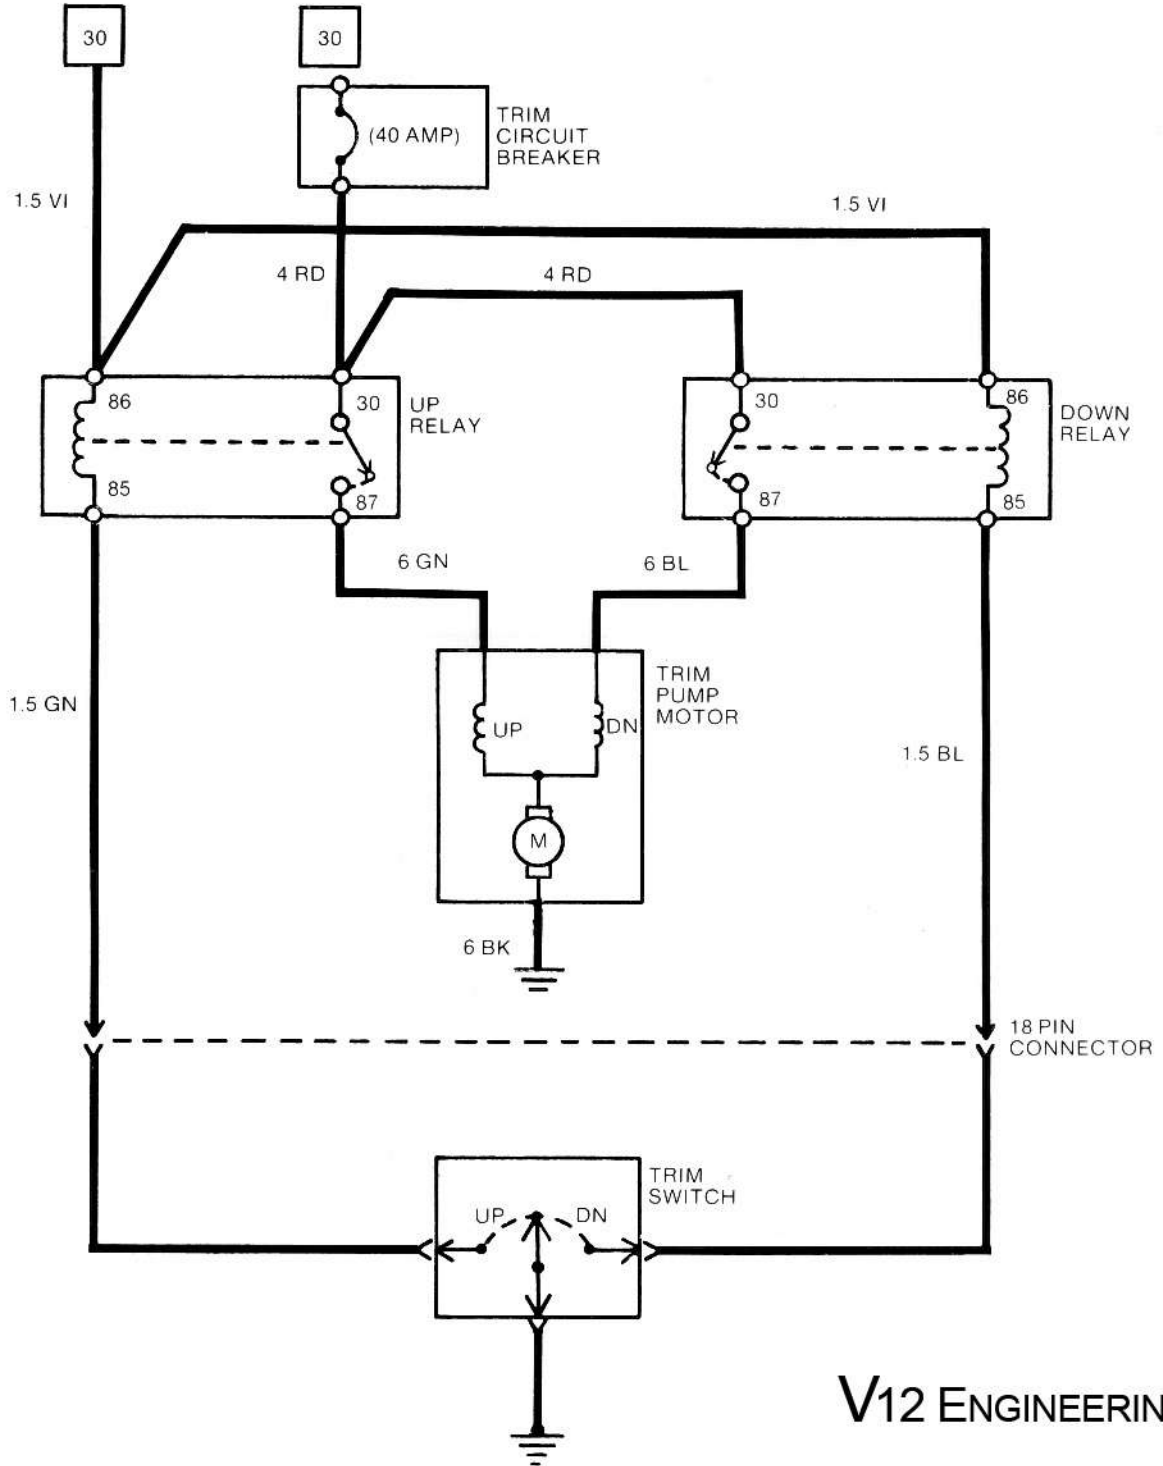 30
30
(40 AMP)
TRIM
CIRCUIT
BREAKER
1.5 VI
1.5 VI
4 RD
4 RD
86
30
UP
RELAY
85
87
30
86
DOWN
RELAY
87
85
6 GN
6 BL
TRIM
PUMP
MOTOR
UP
DN
M
1.5 GN
1.5 BL
6 BK
18 PIN
CONNECTOR
TRIM
SWITCH
UP
DN
V12 ENGINEERIN